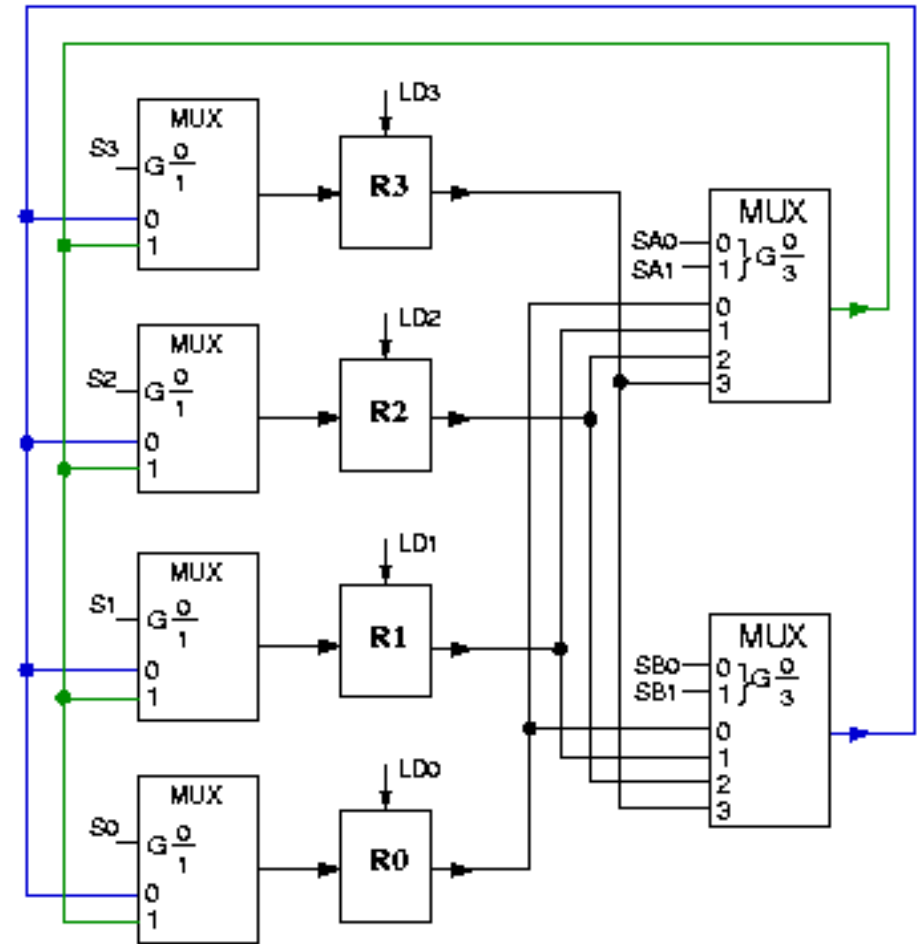 MUX
S3
G 0/1
0
1
LD3
R3
MUX
SA0 0
SA1 1
} G 0/3
0
1
2
3
MUX
S2
G 0/1
0
1
LD2
R2
MUX
S1
G 0/1
0
1
LD1
R1
MUX
SB0 0
SB1 1
} G 0/3
0
1
2
3
MUX
S0
G 0/1
0
1
LD0
R0